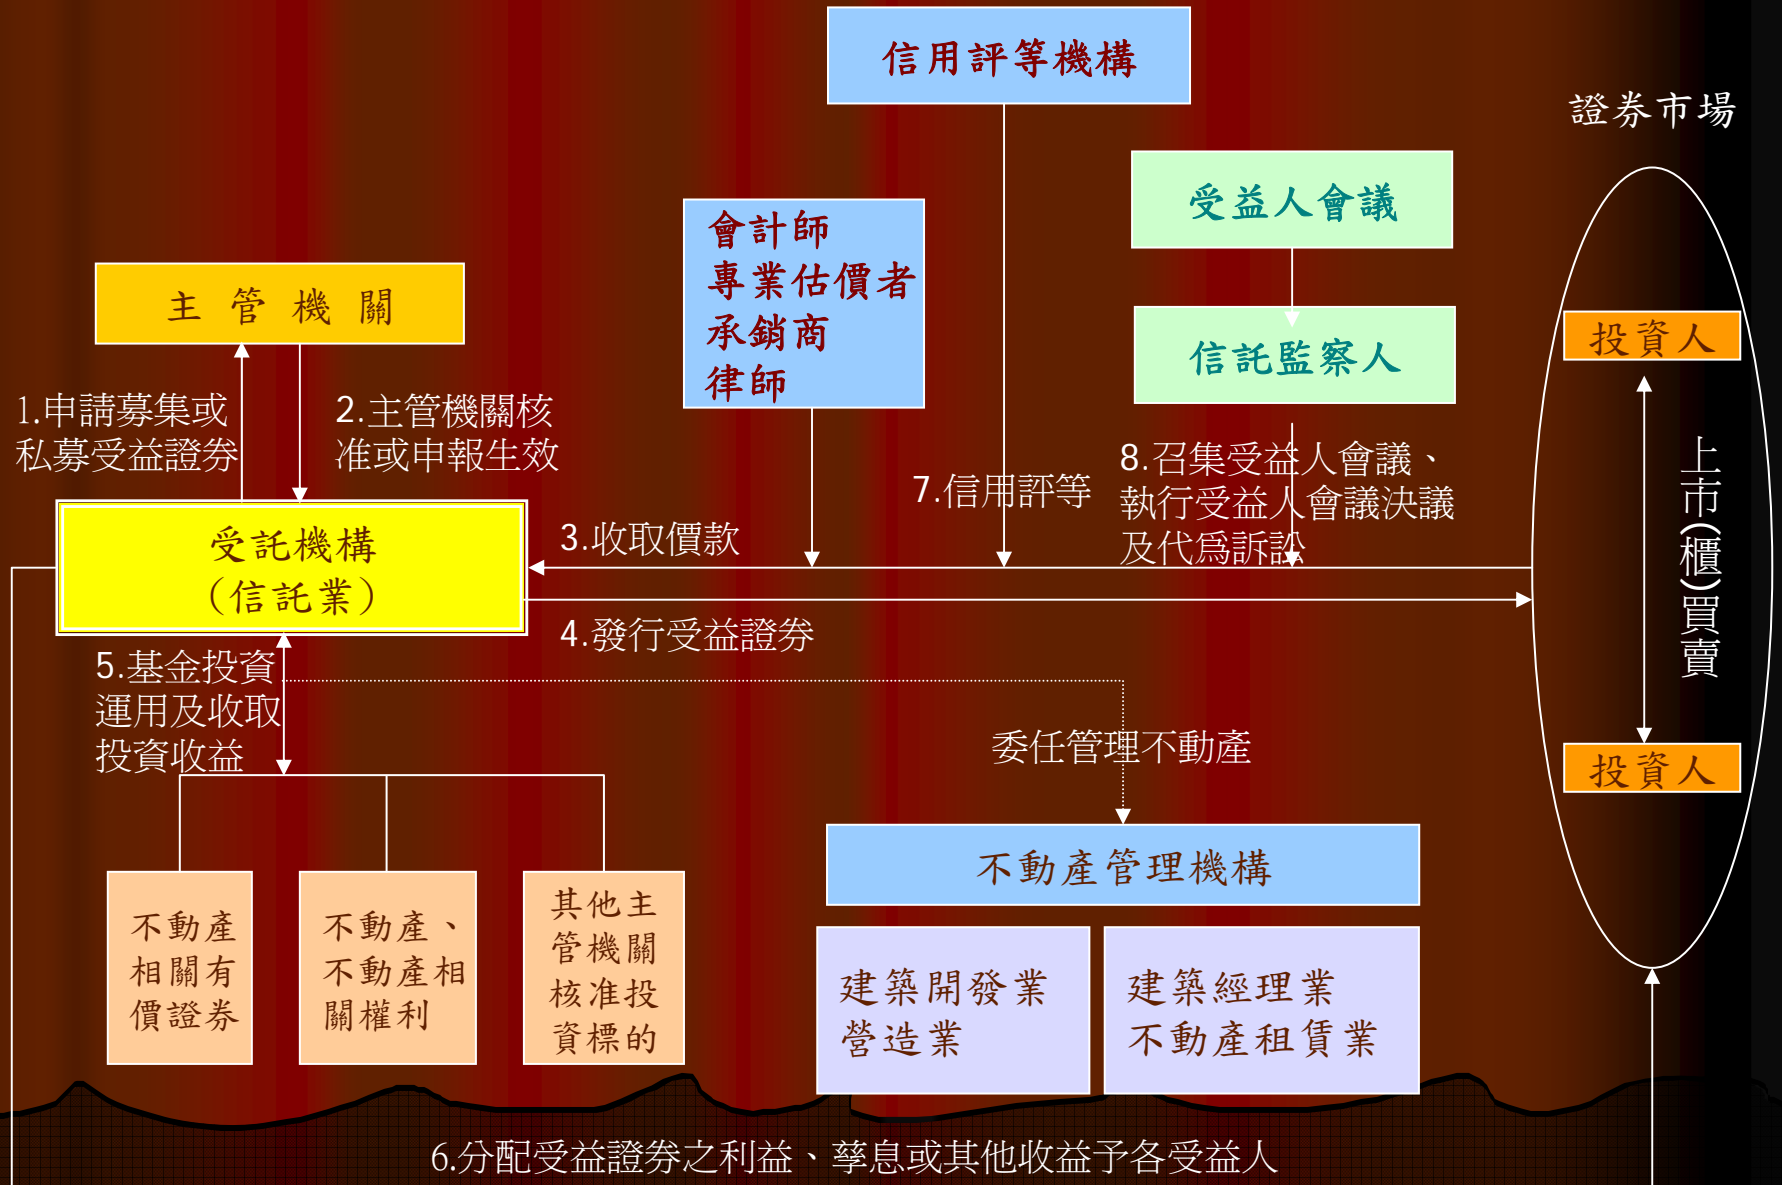 信用評等機構
證券市場
受益人會議
會計師
專業估價者
承銷商
律師
主管機關
信託監察人
投資人
1.申請募集或
私募受益證券
2.主管機關核
准或申報生效
7.信用評等
8.召集受益人會議、
執行受益人會議決議
及代為訴訟
上市(櫃)買賣
受託機構
(信託業)
3.收取價款
4.發行受益證券
5.基金投資
運用及收取
投資收益
委任管理不動產
投資人
不動產管理機構
不動產
相關有
價證券
不動產、
不動產相
關權利
其他主
管機關
核准投
資標的
建築開發業
營造業
建築經理業
不動產租賃業
6.分配受益證券之利益、孳息或其他收益予各受益人